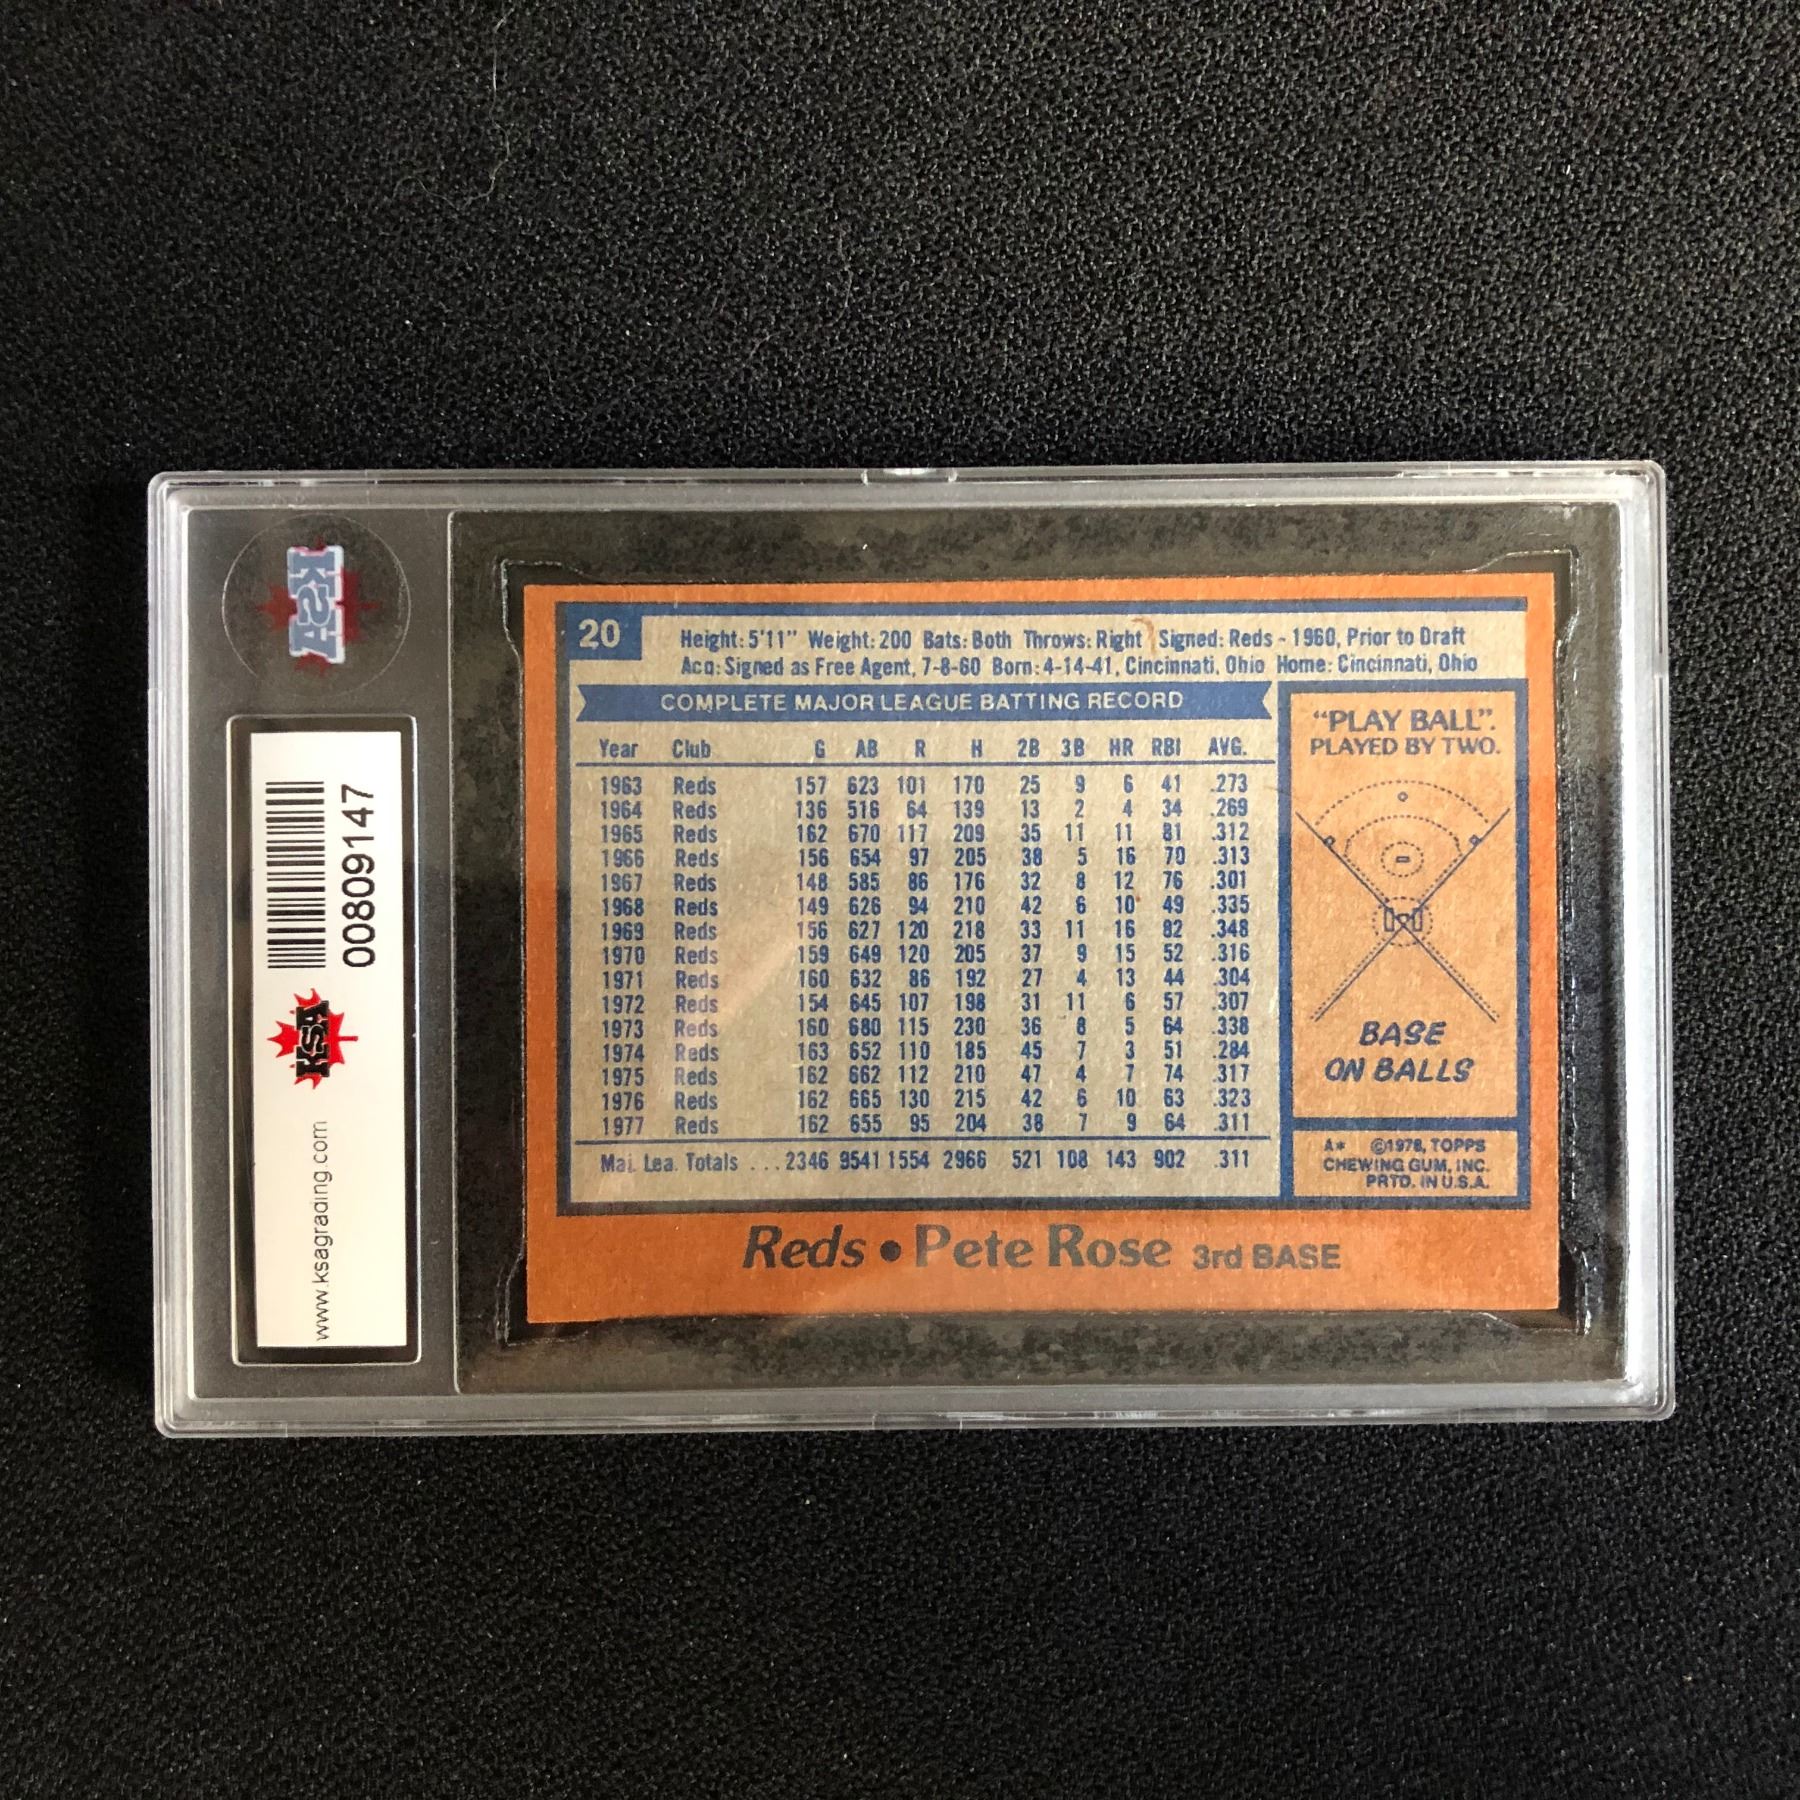 KSA
00809147
KSA
www.ksagrading.com
20
Height: 5'11" Weight: 200 Bats: Both Throws: Right Signed: Reds - 1960, Prior to Draft
Acq: Signed as Free Agent, 7-8-60 Born: 4-14-41, Cincinnati, Ohio Home: Cincinnati, Ohio
COMPLETE MAJOR LEAGUE BATTING RECORD
Year Club G AB R H 2B 3B HR RBI AVG.
1963 Reds 157 623 101 170 25 9 6 41 .273
1964 Reds 136 516 64 139 13 2 4 34 .269
1965 Reds 162 670 117 209 35 11 11 81 .312
1966 Reds 156 654 97 205 38 5 16 70 .313
1967 Reds 148 585 86 176 32 8 12 76 .301
1968 Reds 149 626 94 210 42 6 10 49 .335
1969 Reds 156 627 120 218 33 11 16 82 .348
1970 Reds 159 649 120 205 37 9 15 52 .316
1971 Reds 160 632 86 192 27 4 13 44 .304
1972 Reds 154 645 107 198 31 11 6 57 .307
1973 Reds 160 680 115 230 36 8 5 64 .338
1974 Reds 163 652 110 185 45 7 3 51 .284
1975 Reds 162 662 112 210 47 4 7 74 .317
1976 Reds 162 665 130 215 42 6 10 63 .323
1977 Reds 162 655 95 204 38 7 9 64 .311
Maj. Lea. Totals ... 2346 9541 1554 2966 521 108 143 902 .311
"PLAY BALL".
PLAYED BY TWO.
BASE
ON BALLS
A* ©1978, TOPPS
CHEWING GUM, INC.
PRTD. IN U.S.A.
Reds • Pete Rose 3rd BASE